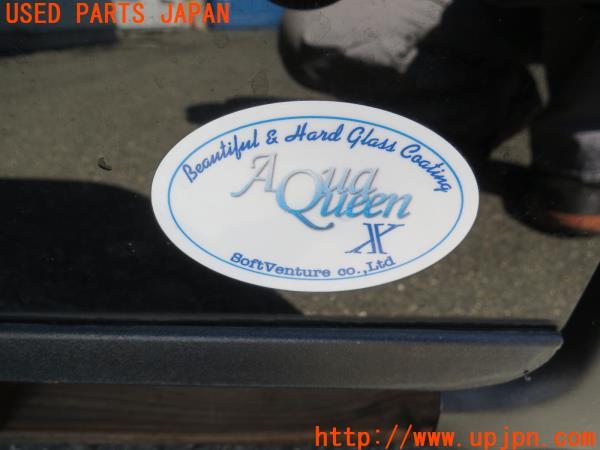 USED PARTS JAPAN
Beautiful & Hard Glass Coating
Aqua
Queen
X
SoftVenture co.,Ltd
http://www.upjpn.com